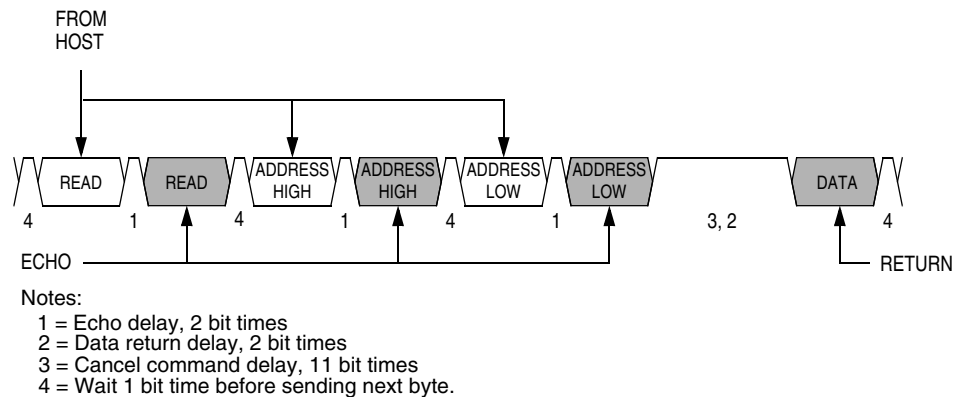 FROM
HOST
READ
READ
ADDRESS
HIGH
ADDRESS
HIGH
ADDRESS
LOW
ADDRESS
LOW
DATA
4
1
4
1
4
1
3, 2
4
ECHO
RETURN
Notes:
1 = Echo delay, 2 bit times
2 = Data return delay, 2 bit times
3 = Cancel command delay, 11 bit times
4 = Wait 1 bit time before sending next byte.